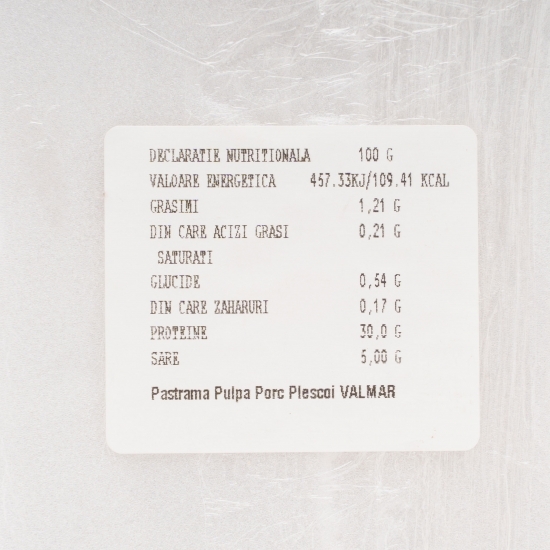 DECLARATIE NUTRITIONALA 100 G
VALOARE ENERGETICA 457.33KJ/109.41 KCAL
GRASIMI 1,21 G
DIN CARE ACIZI GRASI 0,21 G
SATURATI
GLUCIDE 0,54 G
DIN CARE ZAHARURI 0,17 G
PROTEINE 30,0 G
SARE 5,00 G
Pastrama Pulpa Porc Plescoi VALMAR